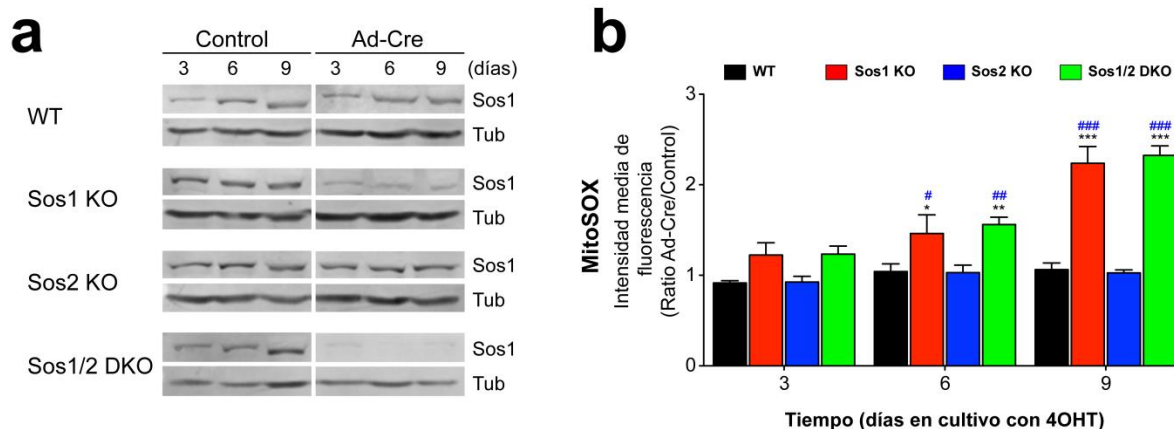 a
Control Ad-Cre
3 6 9 3 6 9 (días)
WT
Sos1
Tub
Sos1 KO
Sos1
Tub
Sos2 KO
Sos1
Tub
Sos1/2 DKO
Sos1
Tub
b
WT Sos1 KO Sos2 KO Sos1/2 DKO
MitoSOX
Intensidad media de
fluorescencia
(Ratio Ad-Cre/Control)
3
2
1
0
# 
*
##
**
###
***
###
***
3 6 9
Tiempo (días en cultivo con 4OHT)